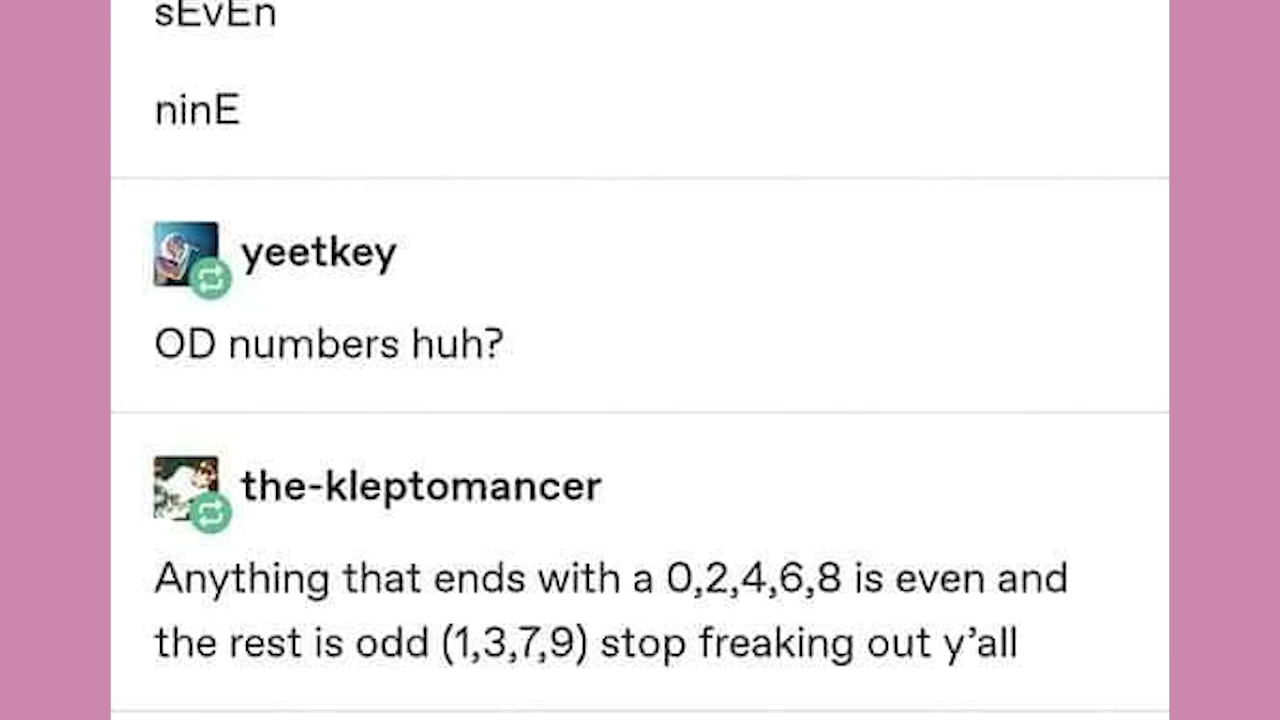 sEvEn
ninE
yeetkey
OD numbers huh?
the-kleptomancer
Anything that ends with a 0,2,4,6,8 is even and
the rest is odd (1,3,7,9) stop freaking out y’all